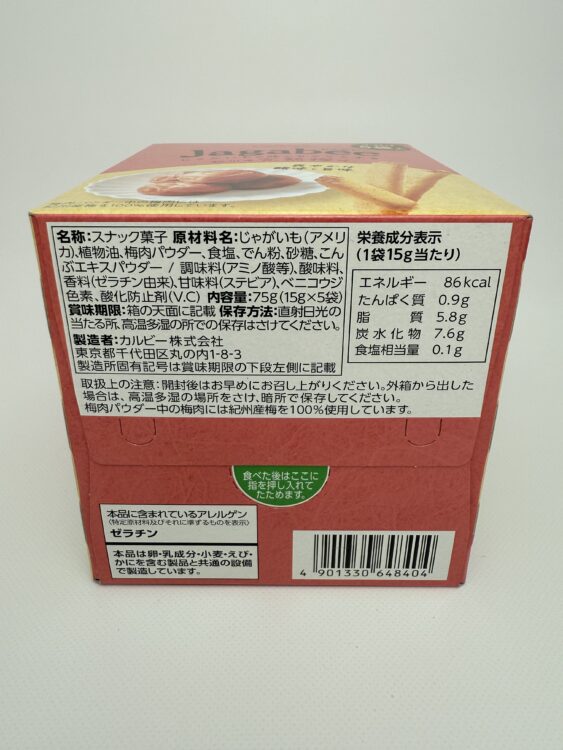 Jagabee
名称:スナック菓子 原材料名:じゃがいも(アメリ
カ)、植物油、梅肉パウダー、食塩、でん粉、砂糖、こん
ぶエキスパウダー / 調味料(アミノ酸等)、酸味料、
香料(ゼラチン由来)、甘味料(ステビア)、ベニコウジ
色素、酸化防止剤(V.C) 内容量:75g(15g×5袋)
賞味期限:箱の天面に記載 保存方法:直射日光の
当たる所、高温多湿の所での保存はさけてください。
製造者:カルビー株式会社
東京都千代田区丸の内1-8-3
製造所固有記号は賞味期限の下段左側に記載
栄養成分表示
(1袋15g当たり)
エネルギー 86kcal
たんぱく質 0.9g
脂質 5.8g
炭水化物 7.6g
食塩相当量 0.1g
取扱上の注意:開封後はお早めにお召し上がりください。外箱から出した
場合は、高温多湿の場所をさけ、暗所で保存してください。
梅肉パウダー中の梅肉には紀州産梅を100%使用しています。
食べた後はここに
指を押し入れて
たためます。
本品に含まれているアレルゲン
(特定原材料及びそれに準ずるものを表示)
ゼラチン
本品は卵・乳成分・小麦・えび・
かにを含む製品と共通の設備
で製造しています。
4 901330 648404